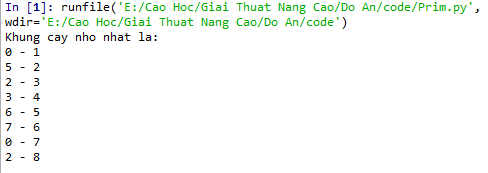 In [1]: runfile('E:/Cao Hoc/Giai Thuat Nang Cao/Do An/code/Prim.py',
wdir='E:/Cao Hoc/Giai Thuat Nang Cao/Do An/code')
Khung cay nho nhat la:
0 - 1
5 - 2
2 - 3
3 - 4
6 - 5
7 - 6
0 - 7
2 - 8